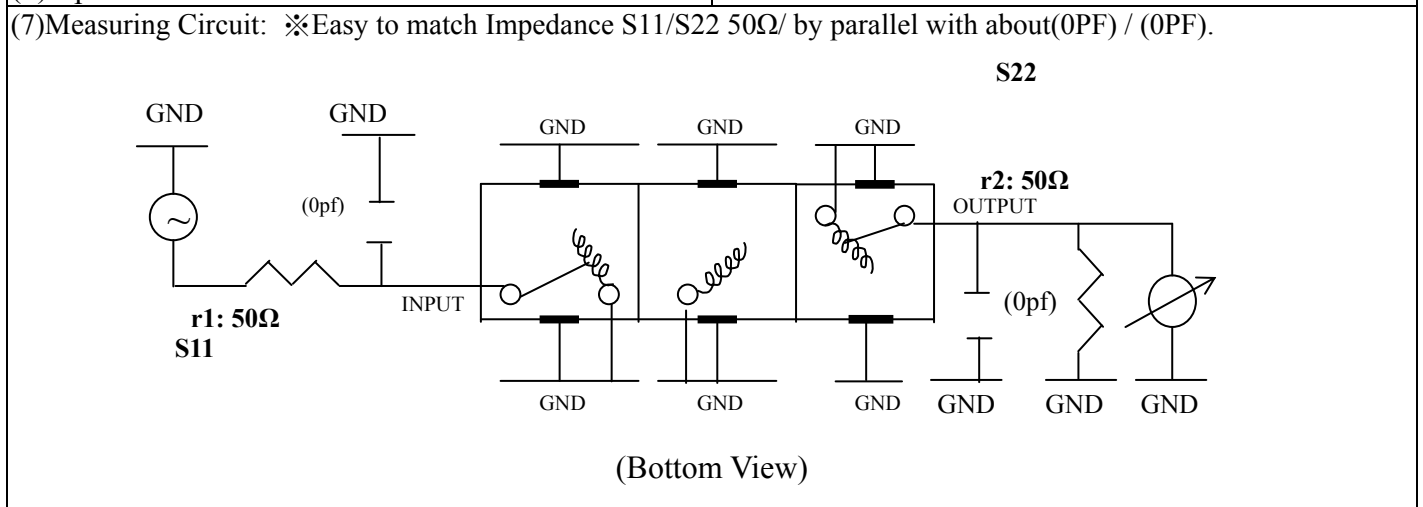 (7)Measuring Circuit: ※Easy to match Impedance S11/S22 50Ω/ by parallel with about(0PF) / (0PF).
S22
GND GND GND GND GND
r2: 50Ω
(0pf) OUTPUT
~
INPUT (0pf)
r1: 50Ω
S11
GND GND GND GND GND GND
(Bottom View)